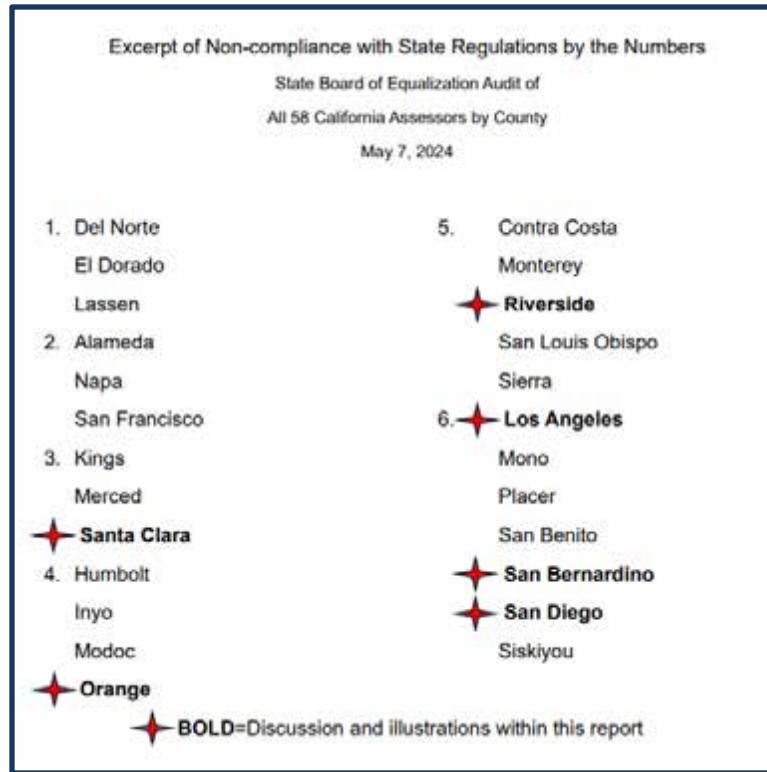 Excerpt of Non-compliance with State Regulations by the Numbers
State Board of Equalization Audit of
All 58 California Assessors by County
May 7, 2024
1. Del Norte
El Dorado
Lassen
2. Alameda
Napa
San Francisco
3. Kings
Merced
Santa Clara
4. Humbolt
Inyo
Modoc
Orange
5. Contra Costa
Monterey
Riverside
San Louis Obispo
Sierra
6. Los Angeles
Mono
Placer
San Benito
San Bernardino
San Diego
Siskiyou
BOLD=Discussion and illustrations within this report